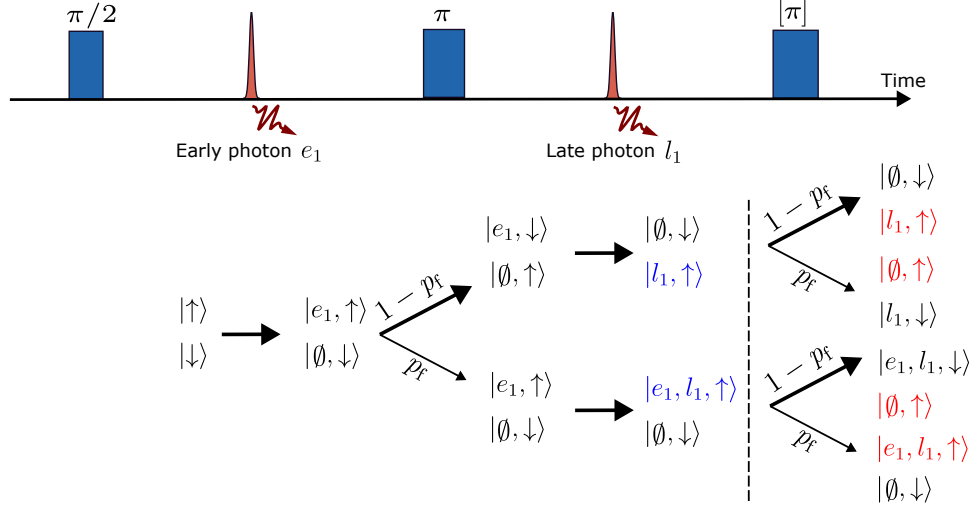 π/2
π
[π]
Time
Early photon e₁
Late photon l₁
|∅, ↓⟩
1 − p_f
|l₁, ↑⟩
|e₁, ↓⟩
|∅, ↓⟩
|∅, ↑⟩
|∅, ↑⟩
|l₁, ↑⟩
p_f
1 − p_f
|↑⟩
|e₁, ↑⟩
|l₁, ↓⟩
|↓⟩
|∅, ↓⟩
p_f
1 − p_f
|e₁, l₁, ↓⟩
|e₁, ↑⟩
|e₁, l₁, ↑⟩
|∅, ↑⟩
|∅, ↓⟩
|∅, ↓⟩
p_f
|e₁, l₁, ↑⟩
|∅, ↓⟩